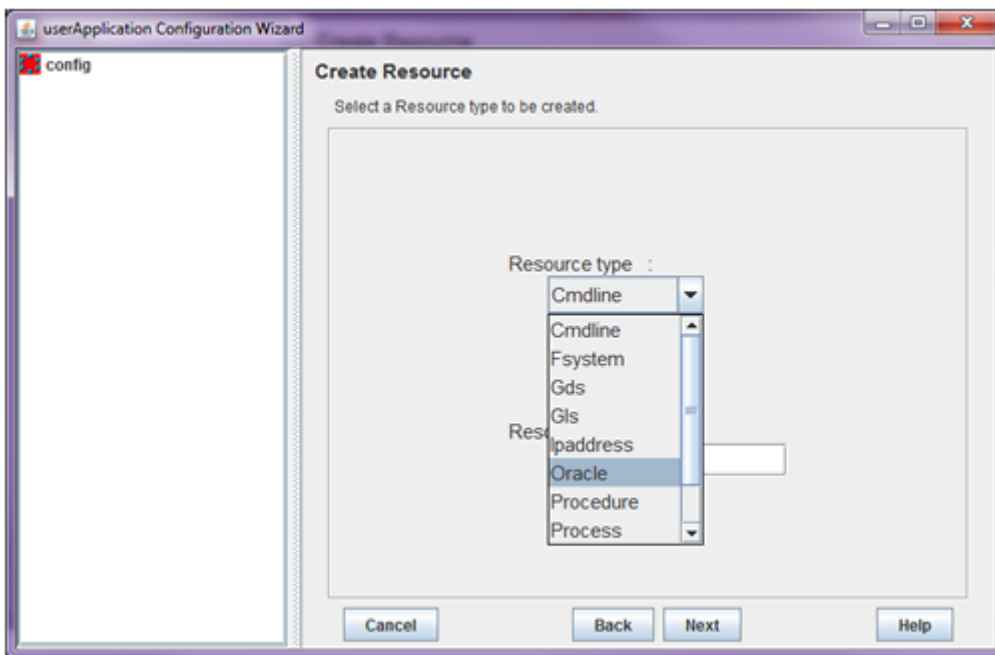 userApplication Configuration Wizard
config
Create Resource
Select a Resource type to be created.
Resource type :
Cmdline
Cmdline
Fsystem
Gds
Gls
Ipaddress
Oracle
Procedure
Process
Cancel
Back
Next
Help